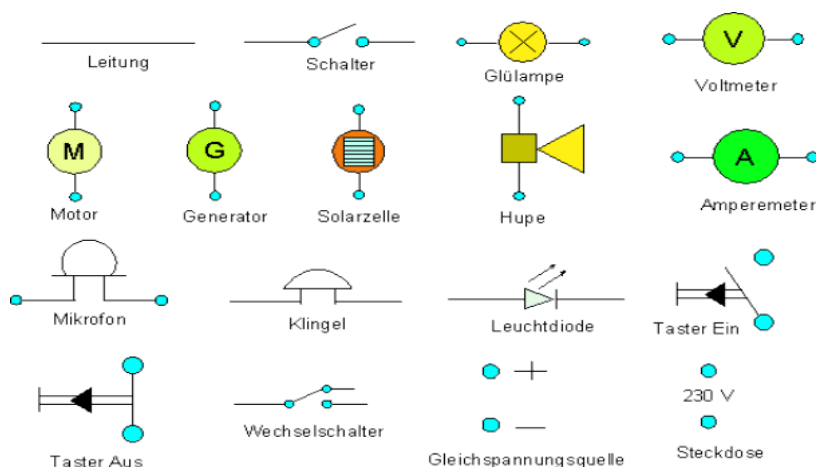 Leitung
Schalter
Glülampe
V
Voltmeter
M
Motor
G
Generator
Solarzelle
Hupe
A
Amperemeter
Mikrofon
Klingel
Leuchtdiode
Taster Ein
Taster Aus
Wechselschalter
Gleichspannungsquelle
230 V
Steckdose